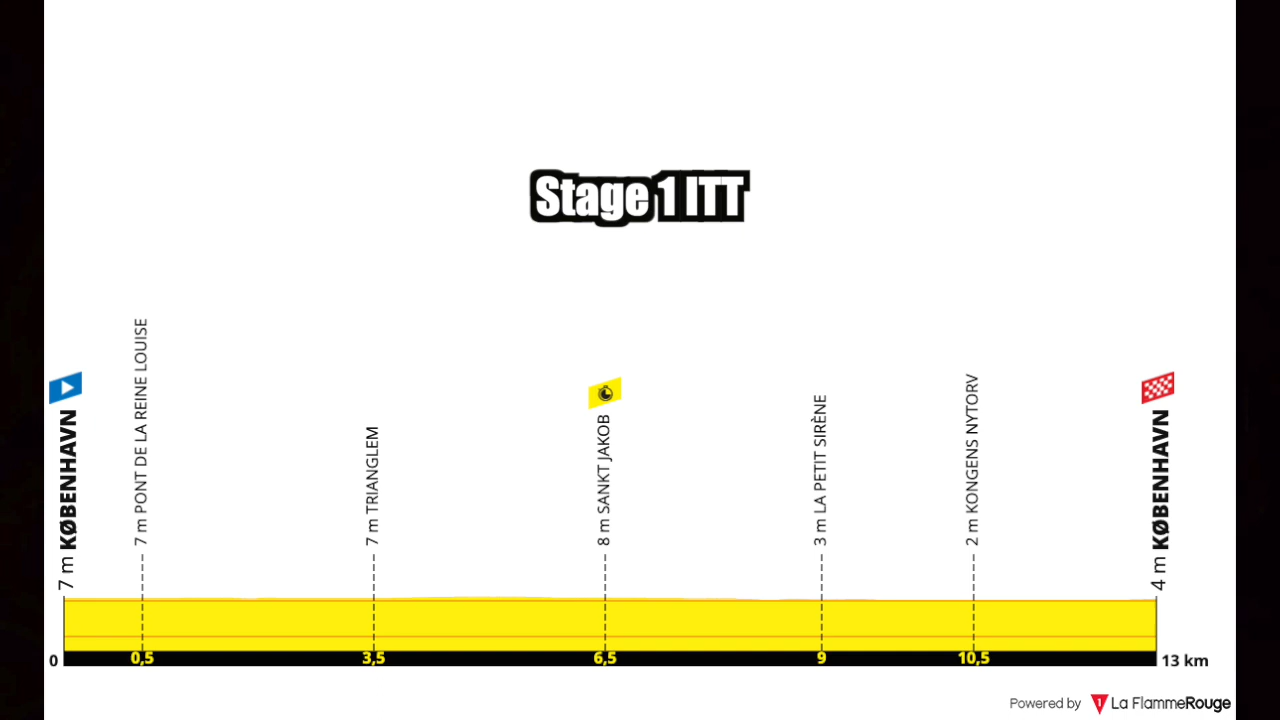 Stage 1 ITT
7 m KØBENHAVN
7 m PONT DE LA REINE LOUISE
7 m TRIANGLEM
8 m SANKT JAKOB
3 m LA PETIT SIRÈNE
2 m KONGENS NYTORV
4 m KØBENHAVN
0
0,5
3,5
6,5
9
10,5
13 km
Powered by La FlammeRouge